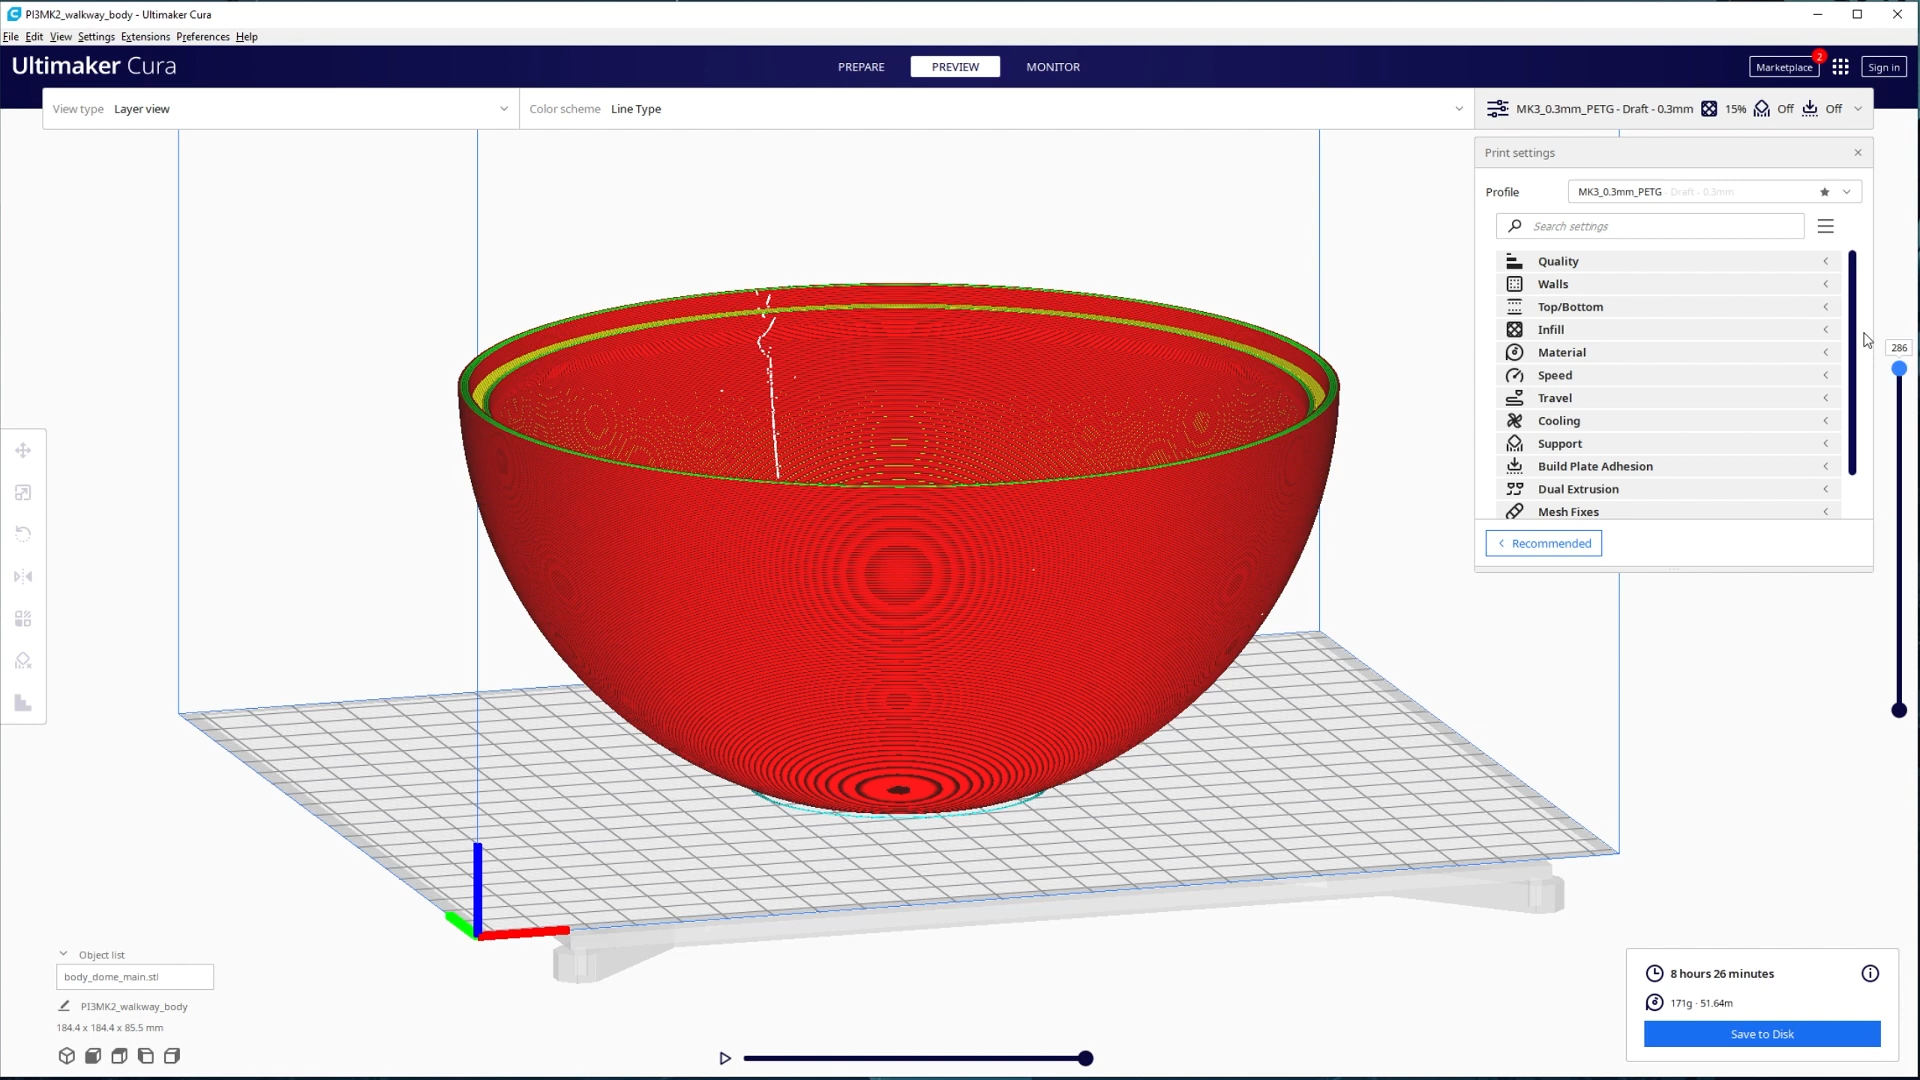 PI3MK2_walkway_body - Ultimaker Cura
File Edit View Settings Extensions Preferences Help
Ultimaker Cura
PREPARE PREVIEW MONITOR
Marketplace 2 Sign in
View type Layer view
Color scheme Line Type
MK3_0.3mm_PETG - Draft - 0.3mm 15% Off Off
Print settings
Profile MK3_0.3mm_PETG - Draft - 0.3mm
Search settings
Quality
Walls
Top/Bottom
Infill
Material
Speed
Travel
Cooling
Support
Build Plate Adhesion
Dual Extrusion
Mesh Fixes
Recommended
286
Object list
body_dome_main.stl
PI3MK2_walkway_body
184.4 x 184.4 x 85.5 mm
8 hours 26 minutes
171g · 51.64m
Save to Disk